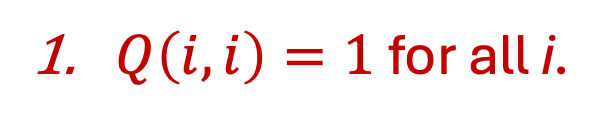 1. Q(i, i) = 1 for all i.